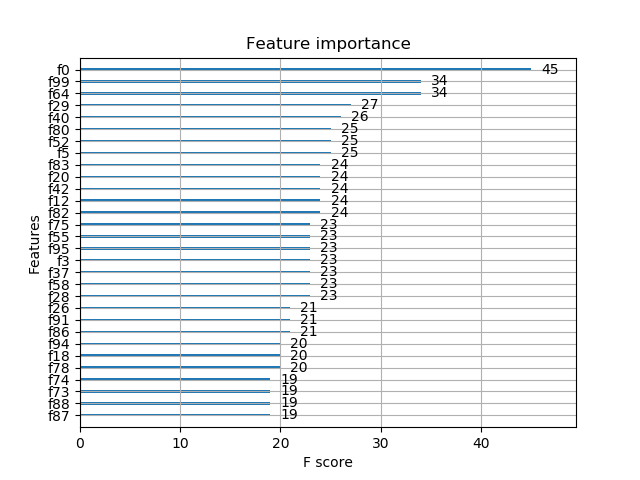 Feature importance
Features
f0 45
f99 34
f64 34
f29 27
f40 26
f80 25
f52 25
f5 25
f83 24
f20 24
f42 24
f12 24
f82 24
f75 23
f55 23
f95 23
f3 23
f37 23
f58 23
f28 23
f26 21
f91 21
f86 21
f94 20
f18 20
f78 20
f74 19
f73 19
f88 19
f87 19
0 10 20 30 40
F score